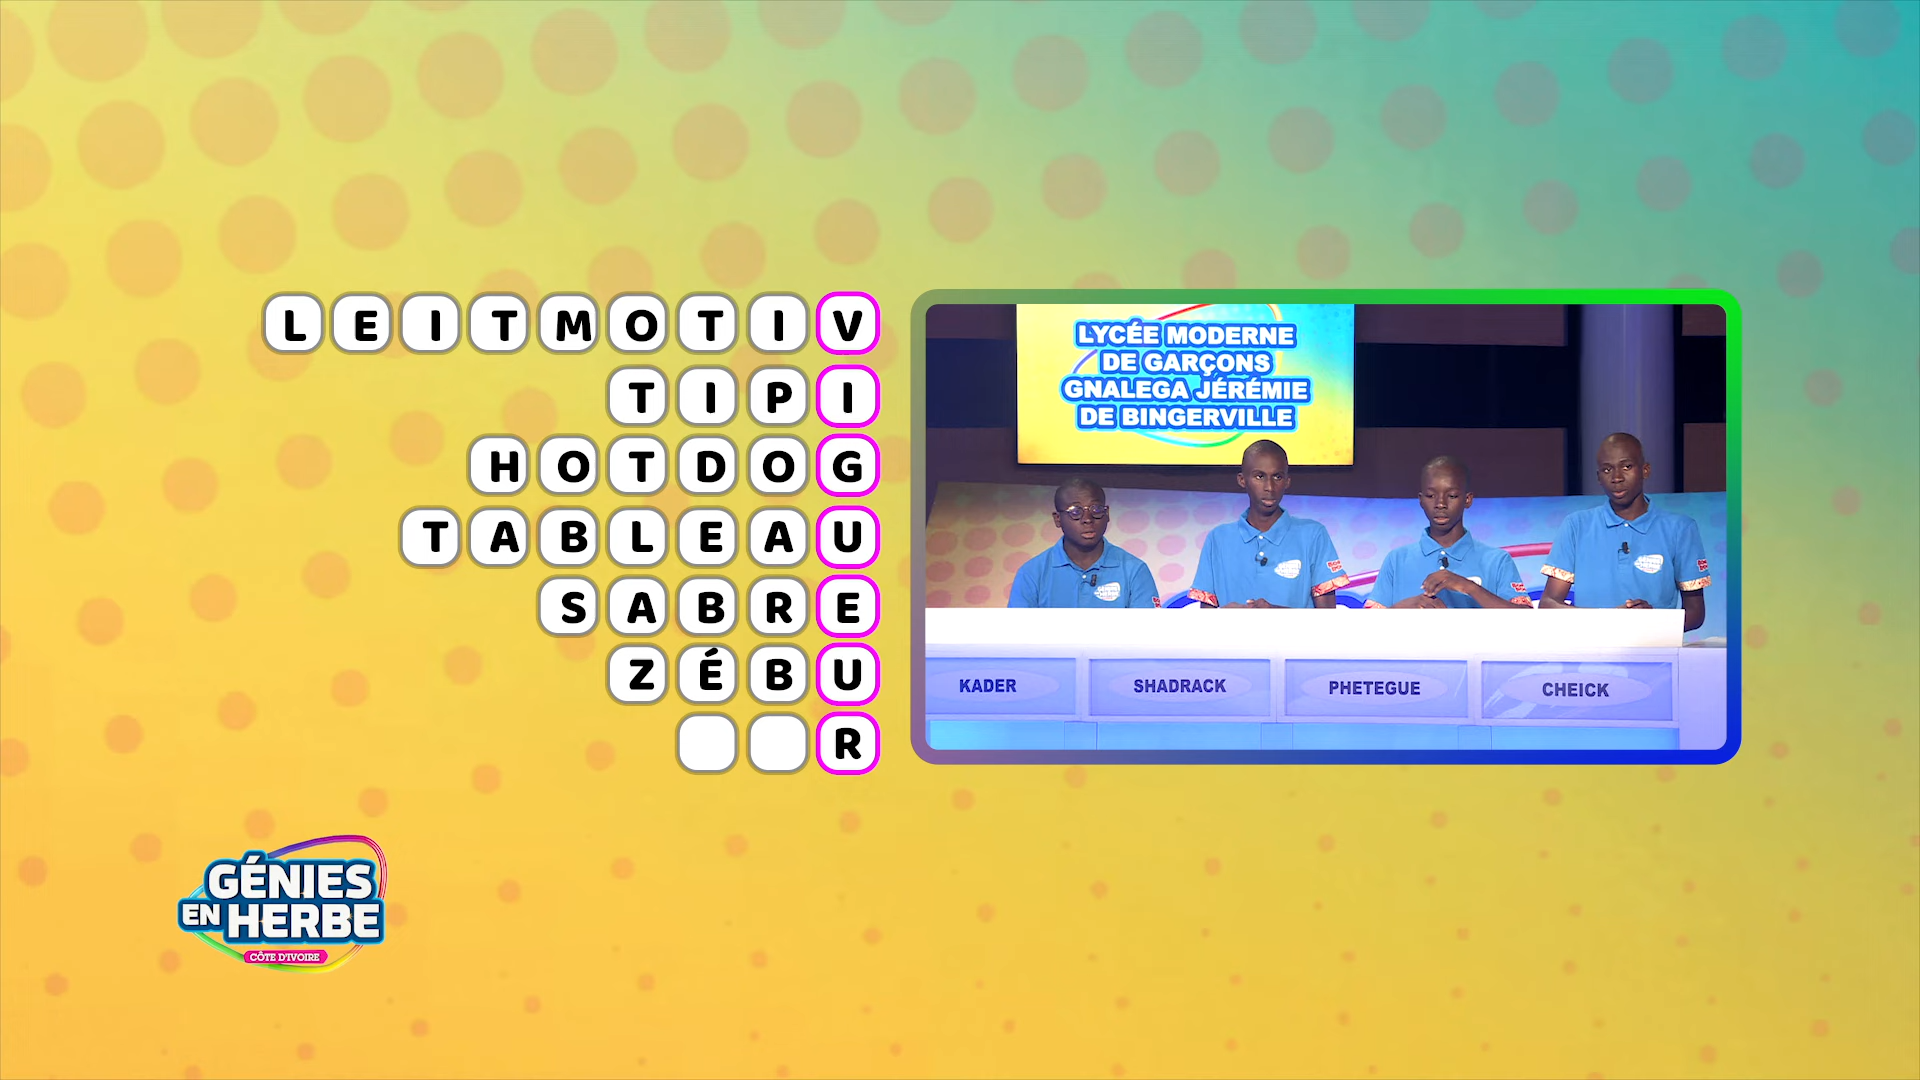 LEITMOTIV
TIPI
HOTDOG
TABLEAU
SABRE
ZÉBU
R
LYCÉE MODERNE
DE GARÇONS
GNALEGA JÉRÉMIE
DE BINGERVILLE
KADER
SHADRACK
PHETEGUE
CHEICK
GÉNIES
EN HERBE
CÔTE D'IVOIRE